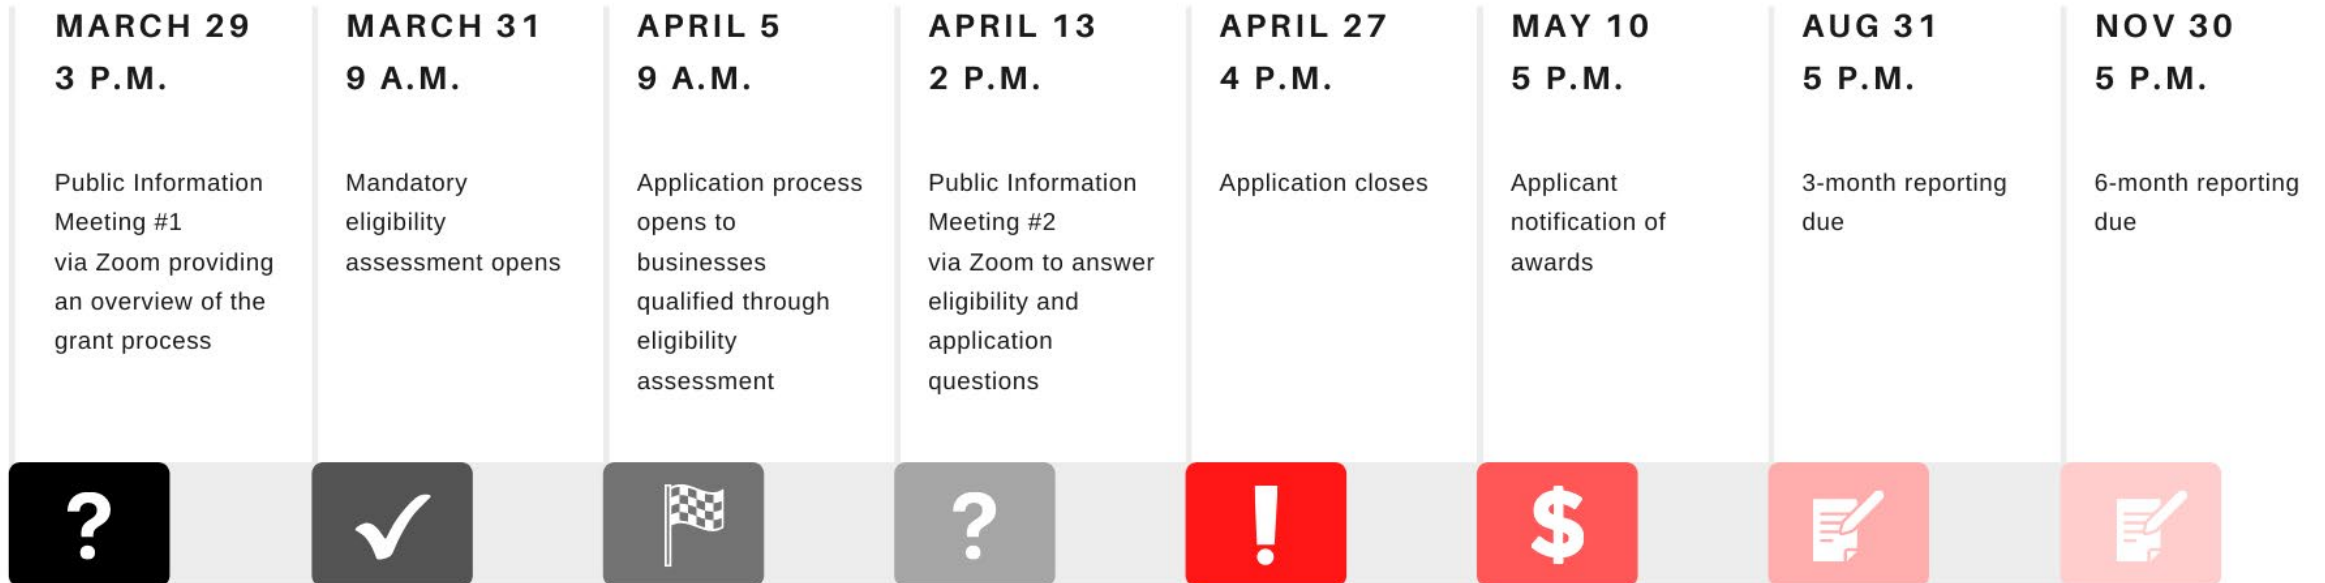 MARCH 29
3 P.M.
Public Information
Meeting #1
via Zoom providing
an overview of the
grant process
?
MARCH 31
9 A.M.
Mandatory
eligibility
assessment opens
APRIL 5
9 A.M.
Application process
opens to
businesses
qualified through
eligibility
assessment
APRIL 13
2 P.M.
Public Information
Meeting #2
via Zoom to answer
eligibility and
application
questions
?
APRIL 27
4 P.M.
Application closes
!
MAY 10
5 P.M.
Applicant
notification of
awards
$
AUG 31
5 P.M.
3-month reporting
due
NOV 30
5 P.M.
6-month reporting
due